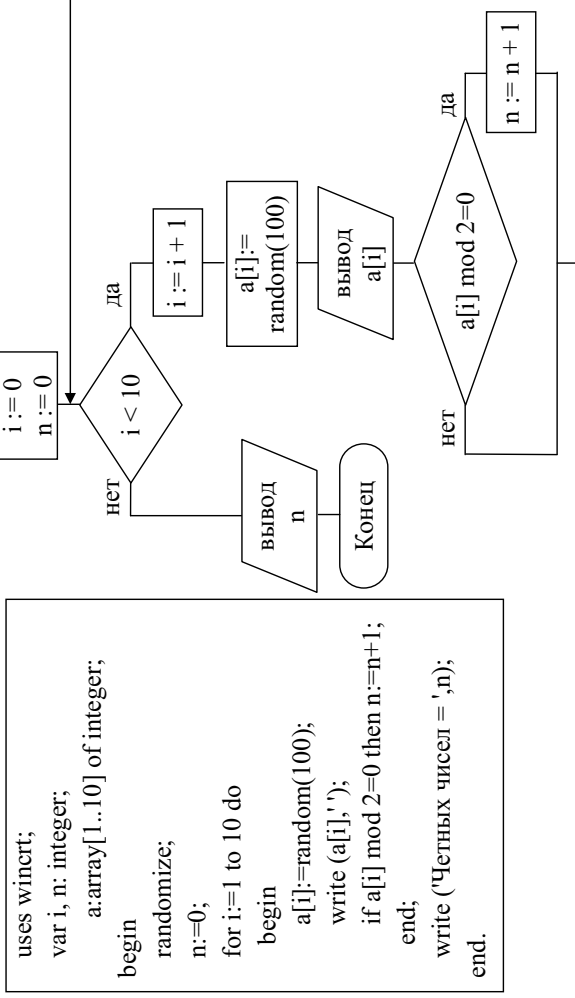 uses wincrt;
var i, n: integer;
a:array[1..10] of integer;
begin
randomize;
n:=0;
for i:=1 to 10 do
begin
a[i]:=random(100);
write (a[i],' ');
if a[i] mod 2=0 then n:=n+1;
end;
write ('Четных чисел = ',n);
end.
i := 0
n := 0
i < 10
нет
да
вывод
n
Конец
i := i + 1
a[i]:=
random(100)
вывод
a[i]
a[i] mod 2=0
нет
да
n := n + 1